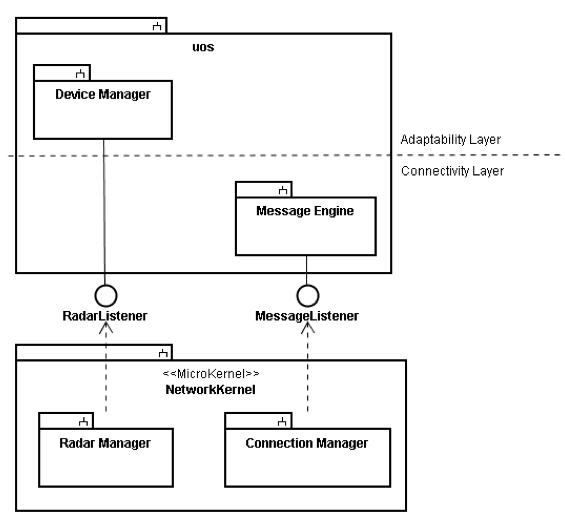 uos
Device Manager
Adaptability Layer
Connectivity Layer
Message Engine
RadarListener
MessageListener
<<MicroKernel>>
NetworkKernel
Radar Manager
Connection Manager